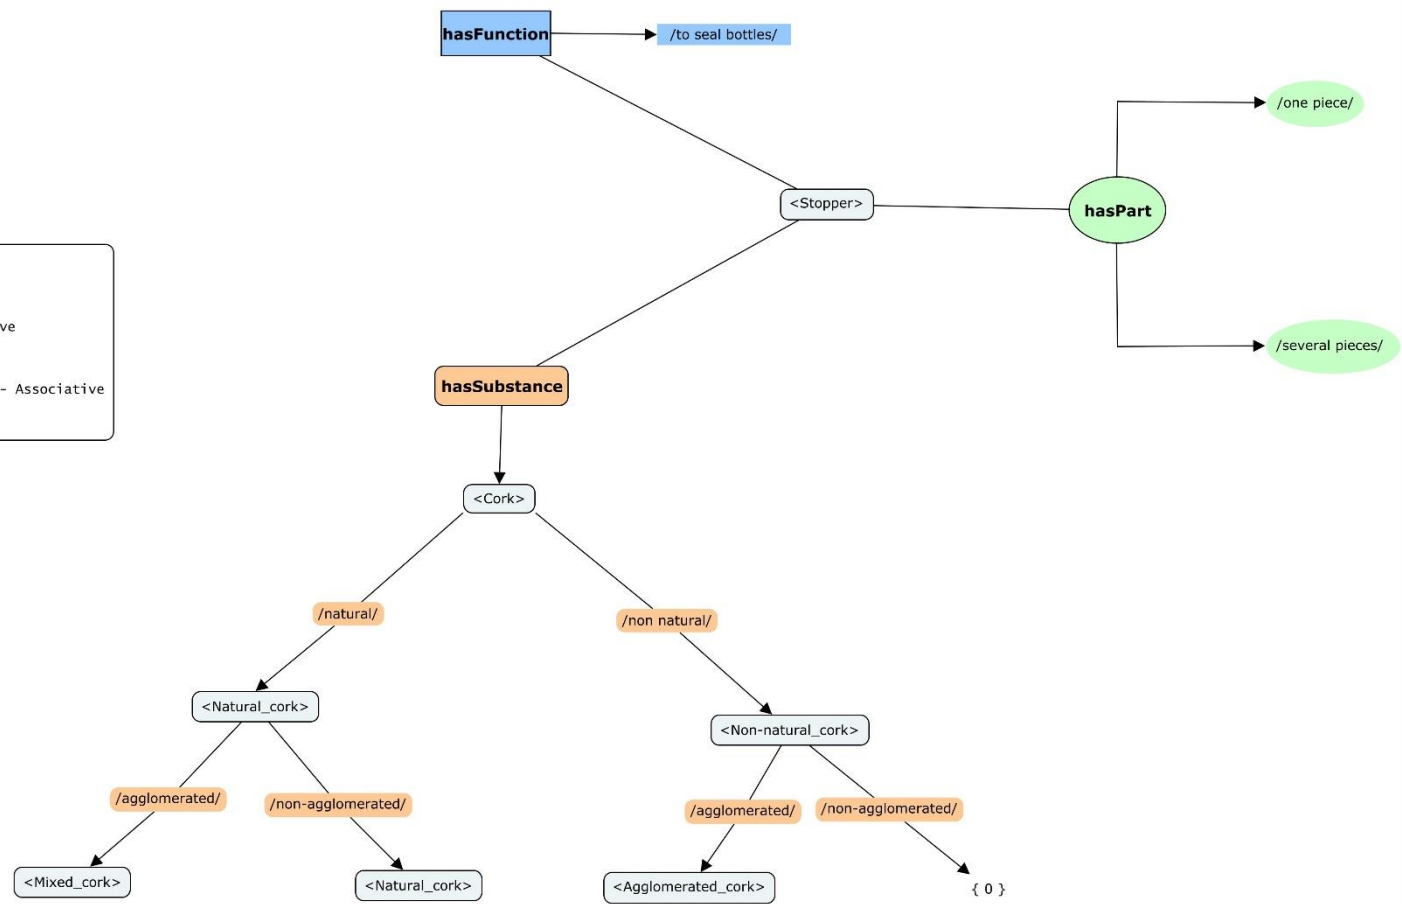 hasFunction
/to seal bottles/
/one piece/
<Stopper>
hasPart
- Associative
/several pieces/
hasSubstance
<Cork>
/natural/
/non natural/
<Natural_cork>
<Non-natural_cork>
/agglomerated/
/non-agglomerated/
/agglomerated/
/non-agglomerated/
<Mixed_cork>
<Natural_cork>
<Agglomerated_cork>
{ 0 }